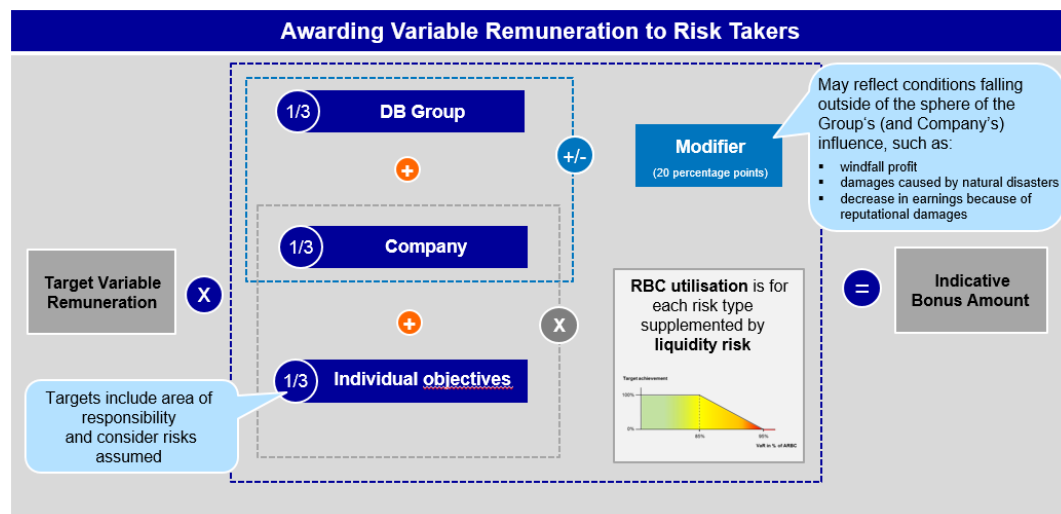 Awarding Variable Remuneration to Risk Takers
1/3
DB Group
+
+/-
Modifier
(20 percentage points)
May reflect conditions falling
outside of the sphere of the
Group's (and Company's)
influence, such as:
▪ windfall profit
▪ damages caused by natural disasters
▪ decrease in earnings because of
reputational damages
1/3
Company
Target Variable
Remuneration
X
+
X
RBC utilisation is for
each risk type
supplemented by
liquidity risk
Target achievement
100%
0%
85%
95%
VaR in % of ARBC
=
Indicative
Bonus Amount
1/3
Individual objectives
Targets include area of
responsibility
and consider risks
assumed